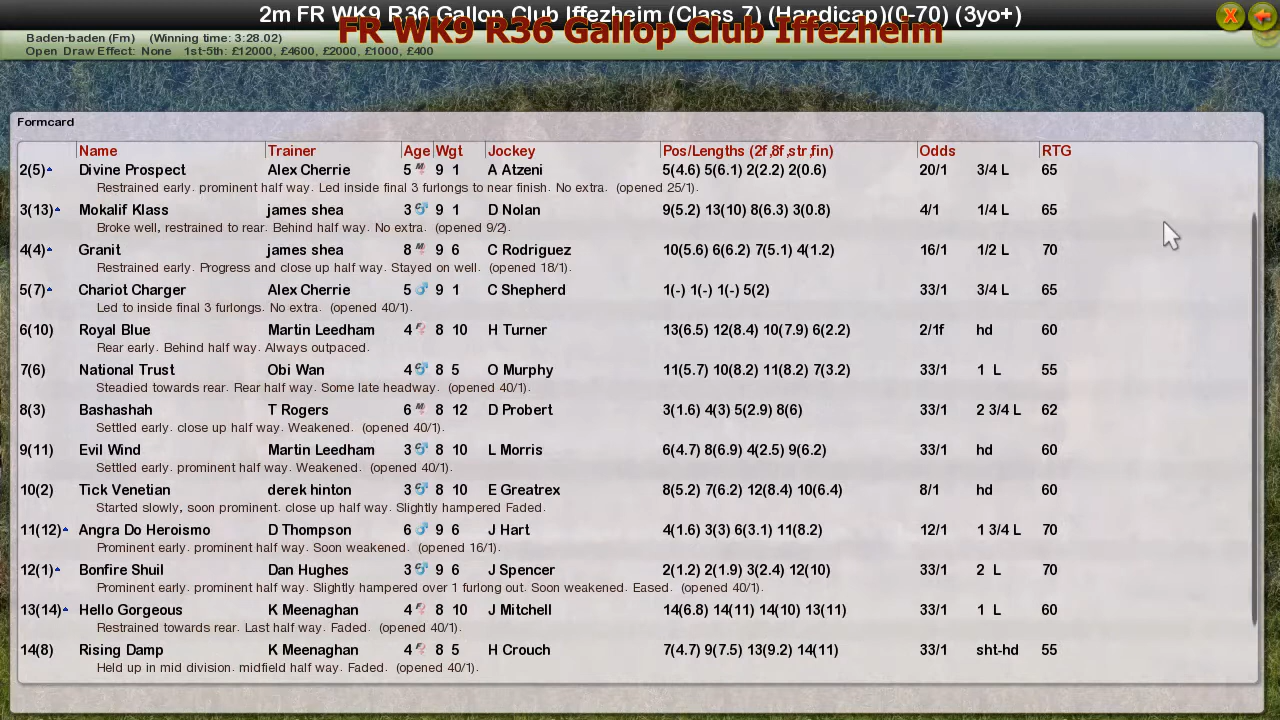 2m FR WK9 R36 Gallop Club Iffezheim (Class 7) (Handicap)(0-70) (3yo+)
FR WK9 R36 Gallop Club Iffezheim
Baden-baden (Fm) (Winning time: 3:28.02)
Open Draw Effect: None 1st-5th: £12000, £4600, £2000, £1000, £400
Formcard
Name Trainer Age Wgt Jockey Pos/Lengths (2f,8f,str,fin) Odds RTG
2(5) Divine Prospect Alex Cherrie 5 M 9 1 A Atzeni 5(4.6) 5(6.1) 2(2.2) 2(0.6) 20/1 3/4 L 65
Restrained early. prominent half way. Led inside final 3 furlongs to near finish. No extra. (opened 25/1).
3(13) Mokalif Klass james shea 3 9 1 D Nolan 9(5.2) 13(10) 8(6.3) 3(0.8) 4/1 1/4 L 65
Broke well, restrained to rear. Behind half way. No extra. (opened 9/2).
4(4) Granit james shea 8 M 9 6 C Rodriguez 10(5.6) 6(6.2) 7(5.1) 4(1.2) 16/1 1/2 L 70
Restrained early. Progress and close up half way. Stayed on well. (opened 18/1).
5(7) Chariot Charger Alex Cherrie 5 9 1 C Shepherd 1(-) 1(-) 1(-) 5(2) 33/1 3/4 L 65
Led to inside final 3 furlongs. No extra. (opened 40/1).
6(10) Royal Blue Martin Leedham 4 8 10 H Turner 13(6.5) 12(8.4) 10(7.9) 6(2.2) 2/1f hd 60
Rear early. Behind half way. Always outpaced.
7(6) National Trust Obi Wan 4 8 5 O Murphy 11(5.7) 10(8.2) 11(8.2) 7(3.2) 33/1 1 L 55
Steadied towards rear. Rear half way. Some late headway. (opened 40/1).
8(3) Bashashah T Rogers 6 M 8 12 D Probert 3(1.6) 4(3) 5(2.9) 8(6) 33/1 2 3/4 L 62
Settled early. close up half way. Weakened. (opened 40/1).
9(11) Evil Wind Martin Leedham 3 8 10 L Morris 6(4.7) 8(6.9) 4(2.5) 9(6.2) 33/1 hd 60
Settled early. prominent half way. Weakened. (opened 40/1).
10(2) Tick Venetian derek hinton 3 8 10 E Greatrex 8(5.2) 7(6.2) 12(8.4) 10(6.4) 8/1 hd 60
Started slowly, soon prominent. close up half way. Slightly hampered Faded.
11(12) Angra Do Heroismo D Thompson 6 9 6 J Hart 4(1.6) 3(3) 6(3.1) 11(8.2) 12/1 1 3/4 L 70
Prominent early. prominent half way. Soon weakened. (opened 16/1).
12(1) Bonfire Shuil Dan Hughes 3 9 6 J Spencer 2(1.2) 2(1.9) 3(2.4) 12(10) 33/1 2 L 70
Prominent early. prominent half way. Slightly hampered over 1 furlong out. Soon weakened. Eased. (opened 40/1).
13(14) Hello Gorgeous K Meenaghan 4 8 10 J Mitchell 14(6.8) 14(11) 14(10) 13(11) 33/1 1 L 60
Restrained towards rear. Last half way. Faded. (opened 40/1).
14(8) Rising Damp K Meenaghan 4 8 5 H Crouch 7(4.7) 9(7.5) 13(9.2) 14(11) 33/1 sht-hd 55
Held up in mid division. midfield half way. Faded. (opened 40/1).